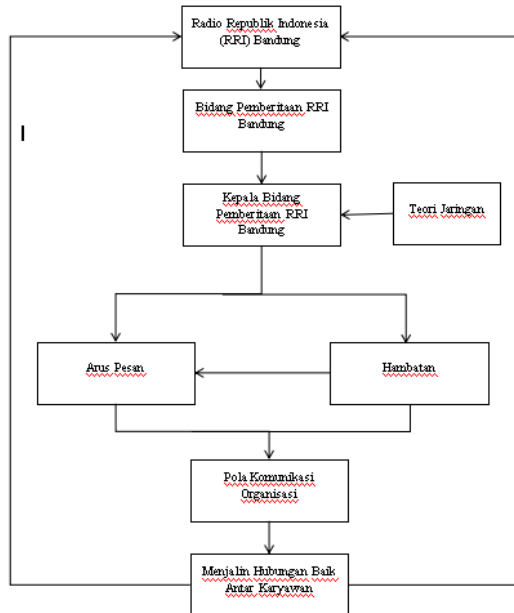 Radio Republik Indonesia
(RRI) Bandung
Bidang Pemberitaan RRI
Bandung
Kepala Bidang
Pemberitaan RRI
Bandung
Teori Jaringan
Arus Pesan
Hambatan
Pola Komunikasi
Organisasi
Menjalin Hubungan Baik
Antar Karyawan